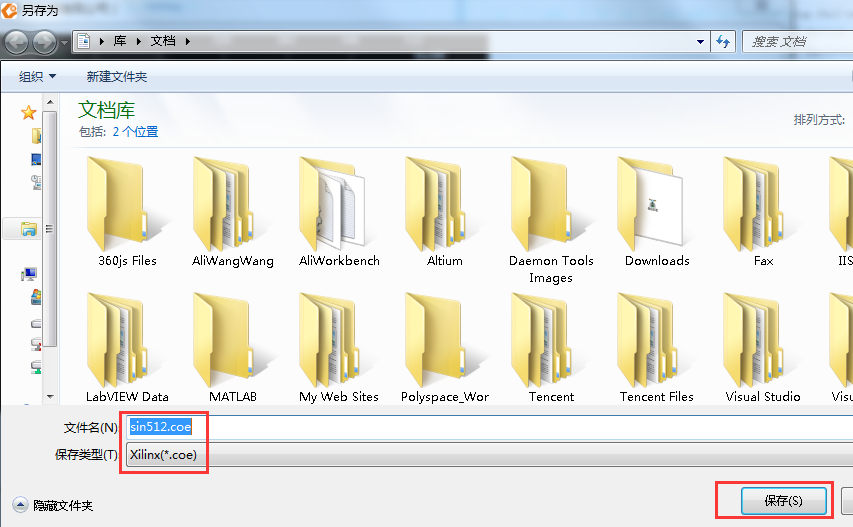 另存为
库 文档
搜索 文档
组织 新建文件夹
文档库
包括: 2 个位置
排列方式:
360js Files
AliWangWang
AliWorkbench
Altium
Daemon Tools
Images
Downloads
Fax
IIS
LabVIEW Data
MATLAB
My Web Sites
Polyspace_Wor
Tencent
Tencent Files
Visual Studio
Visu
文件名(N):
sin512.coe
保存类型(T):
Xilinx(*.coe)
隐藏文件夹
保存(S)